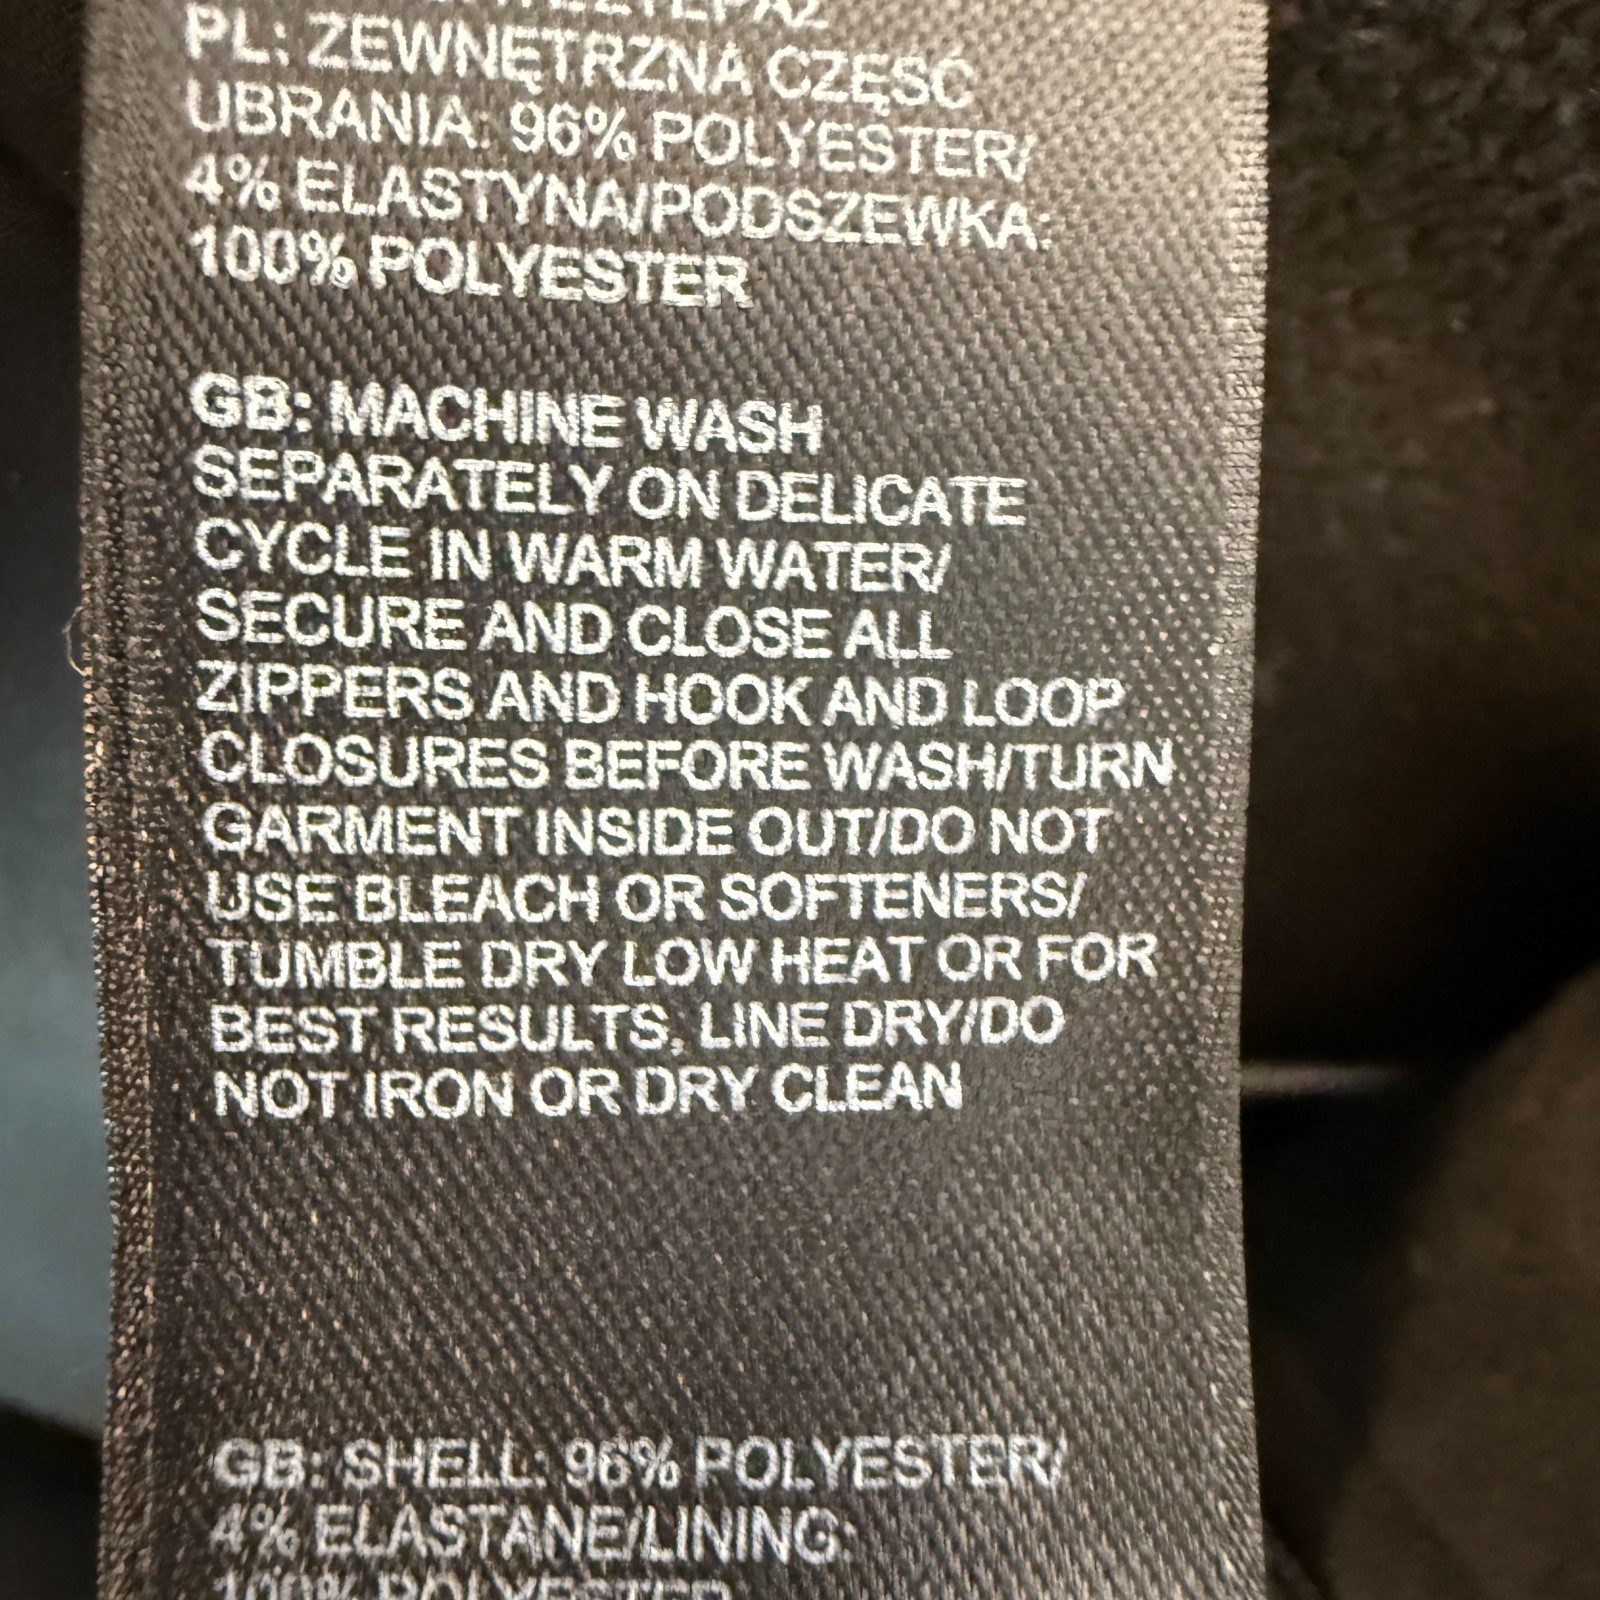 PL: ZEWNĘTRZNA CZĘŚĆ
UBRANIA: 96% POLYESTER/
4% ELASTYNA/PODSZEWKA:
100% POLYESTER
GB: MACHINE WASH
SEPARATELY ON DELICATE
CYCLE IN WARM WATER/
SECURE AND CLOSE ALL
ZIPPERS AND HOOK AND LOOP
CLOSURES BEFORE WASH/TURN
GARMENT INSIDE OUT/DO NOT
USE BLEACH OR SOFTENERS/
TUMBLE DRY LOW HEAT OR FOR
BEST RESULTS, LINE DRY/DO
NOT IRON OR DRY CLEAN
GB: SHELL: 96% POLYESTER/
4% ELASTANE/LINING:
100% POLYESTER